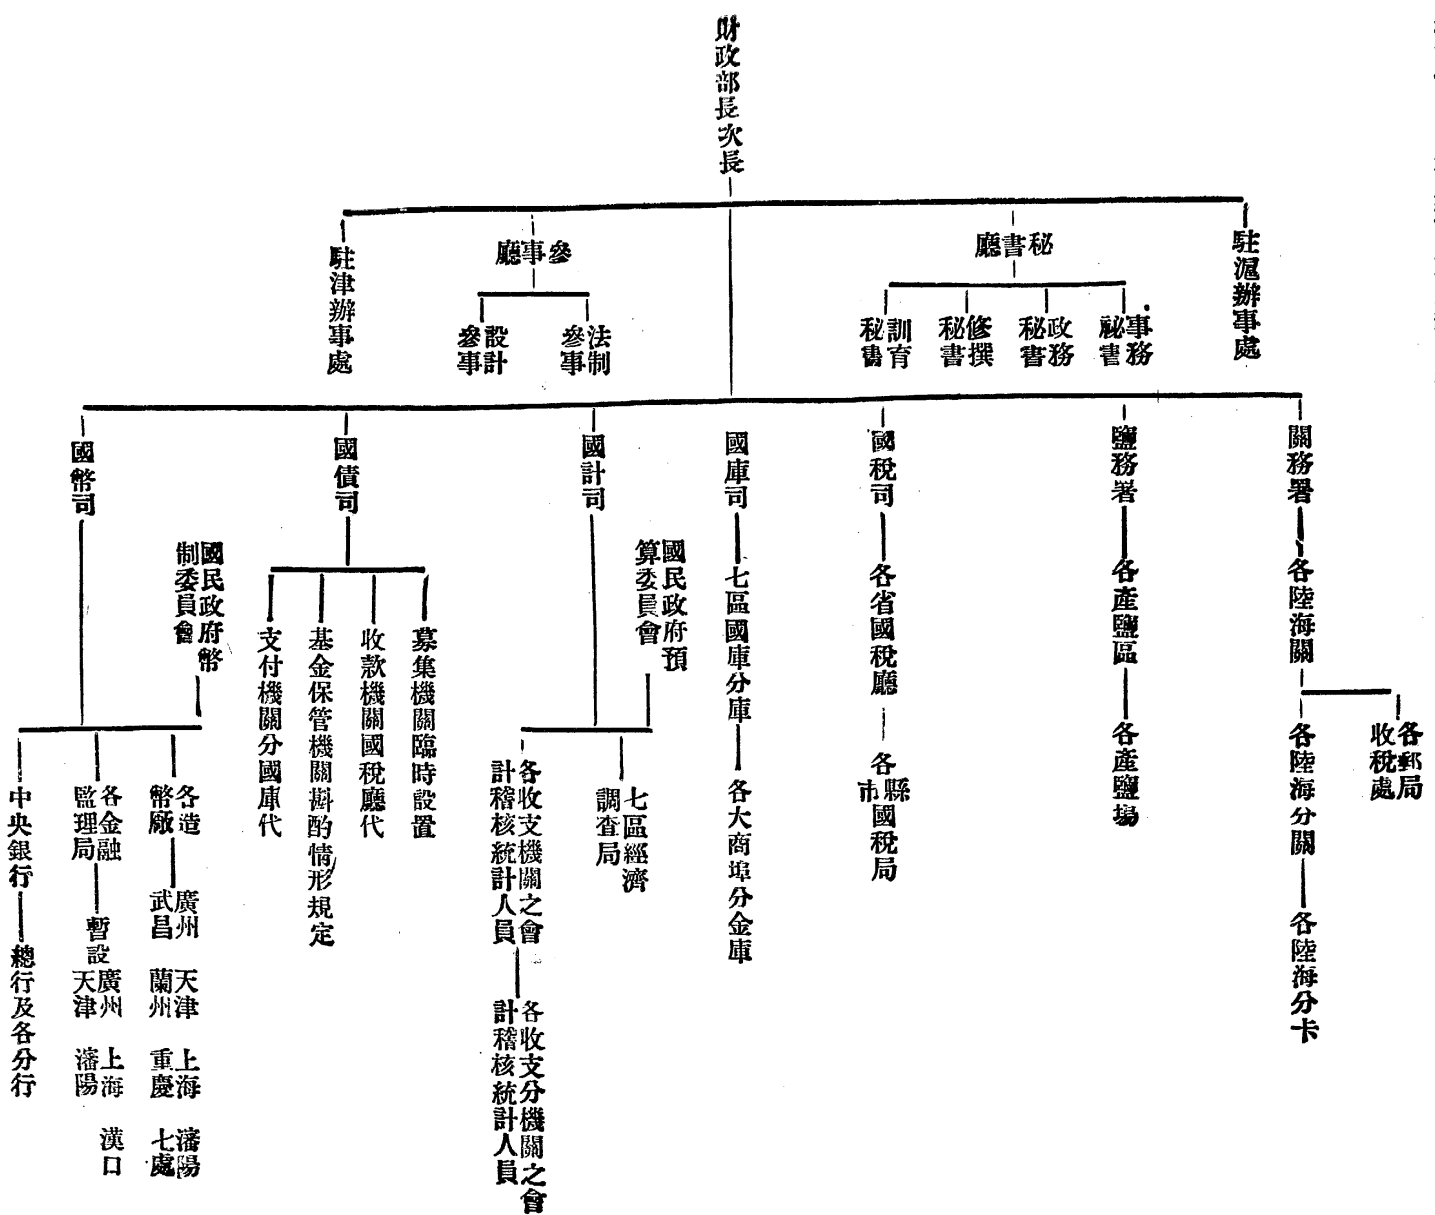 財政部長次長
駐滬辦事處
秘書廳
事務
秘書
政務
秘書
修撰
秘書
訓育
秘書
參事廳
法制
參事
設計
參事
駐津辦事處
關務署
各陸海關
各郵局
收稅處
各陸海分關
各陸海分卡
鹽務署
各產鹽區
各產鹽場
國稅司
各省國稅廳
各縣市國稅局
國庫司
七區國庫分庫
各大商埠分金庫
國計司
國民政府預
算委員會
七區經濟
調查局
各收支機關之會
計稽核統計人員
各收支分機關之會
計稽核統計人員
國債司
募集機關臨時設置
收款機關國稅廳代
基金保管機關斟酌情形規定
支付機關分國庫代
國幣司
國民政府幣
制委員會
各造
幣廠
廣州 天津 上海 瀋陽
武昌 蘭州 重慶 七處
各金融
監理局
暫設
廣州 上海 漢口
天津 瀋陽
中央銀行
總行及各分行